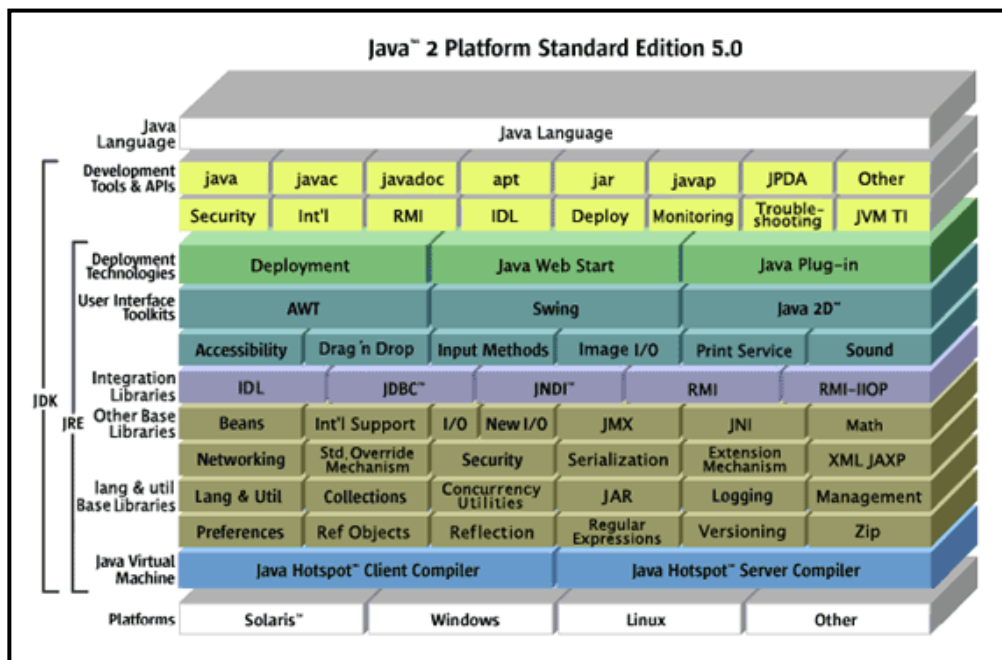 Java™ 2 Platform Standard Edition 5.0
Java
Language
Java Language
Development
Tools & APIs
java javac javadoc apt jar javap JPDA Other
Security Int'l RMI IDL Deploy Monitoring Trouble-
shooting JVM TI
Deployment
Technologies
Deployment Java Web Start Java Plug-in
User Interface
Toolkits
AWT Swing Java 2D™
Accessibility Drag 'n Drop Input Methods Image I/O Print Service Sound
Integration
Libraries
IDL JDBC™ JNDI™ RMI RMI-IIOP
JDK
JRE
Other Base
Libraries
Beans Int'l Support I/O New I/O JMX JNI Math
Networking Std. Override
Mechanism Security Serialization Extension
Mechanism XML JAXP
lang & util
Base Libraries
Lang & Util Collections Concurrency
Utilities JAR Logging Management
Preferences Ref Objects Reflection Regular
Expressions Versioning Zip
Java Virtual
Machine
Java Hotspot™ Client Compiler Java Hotspot™ Server Compiler
Platforms
Solaris™ Windows Linux Other